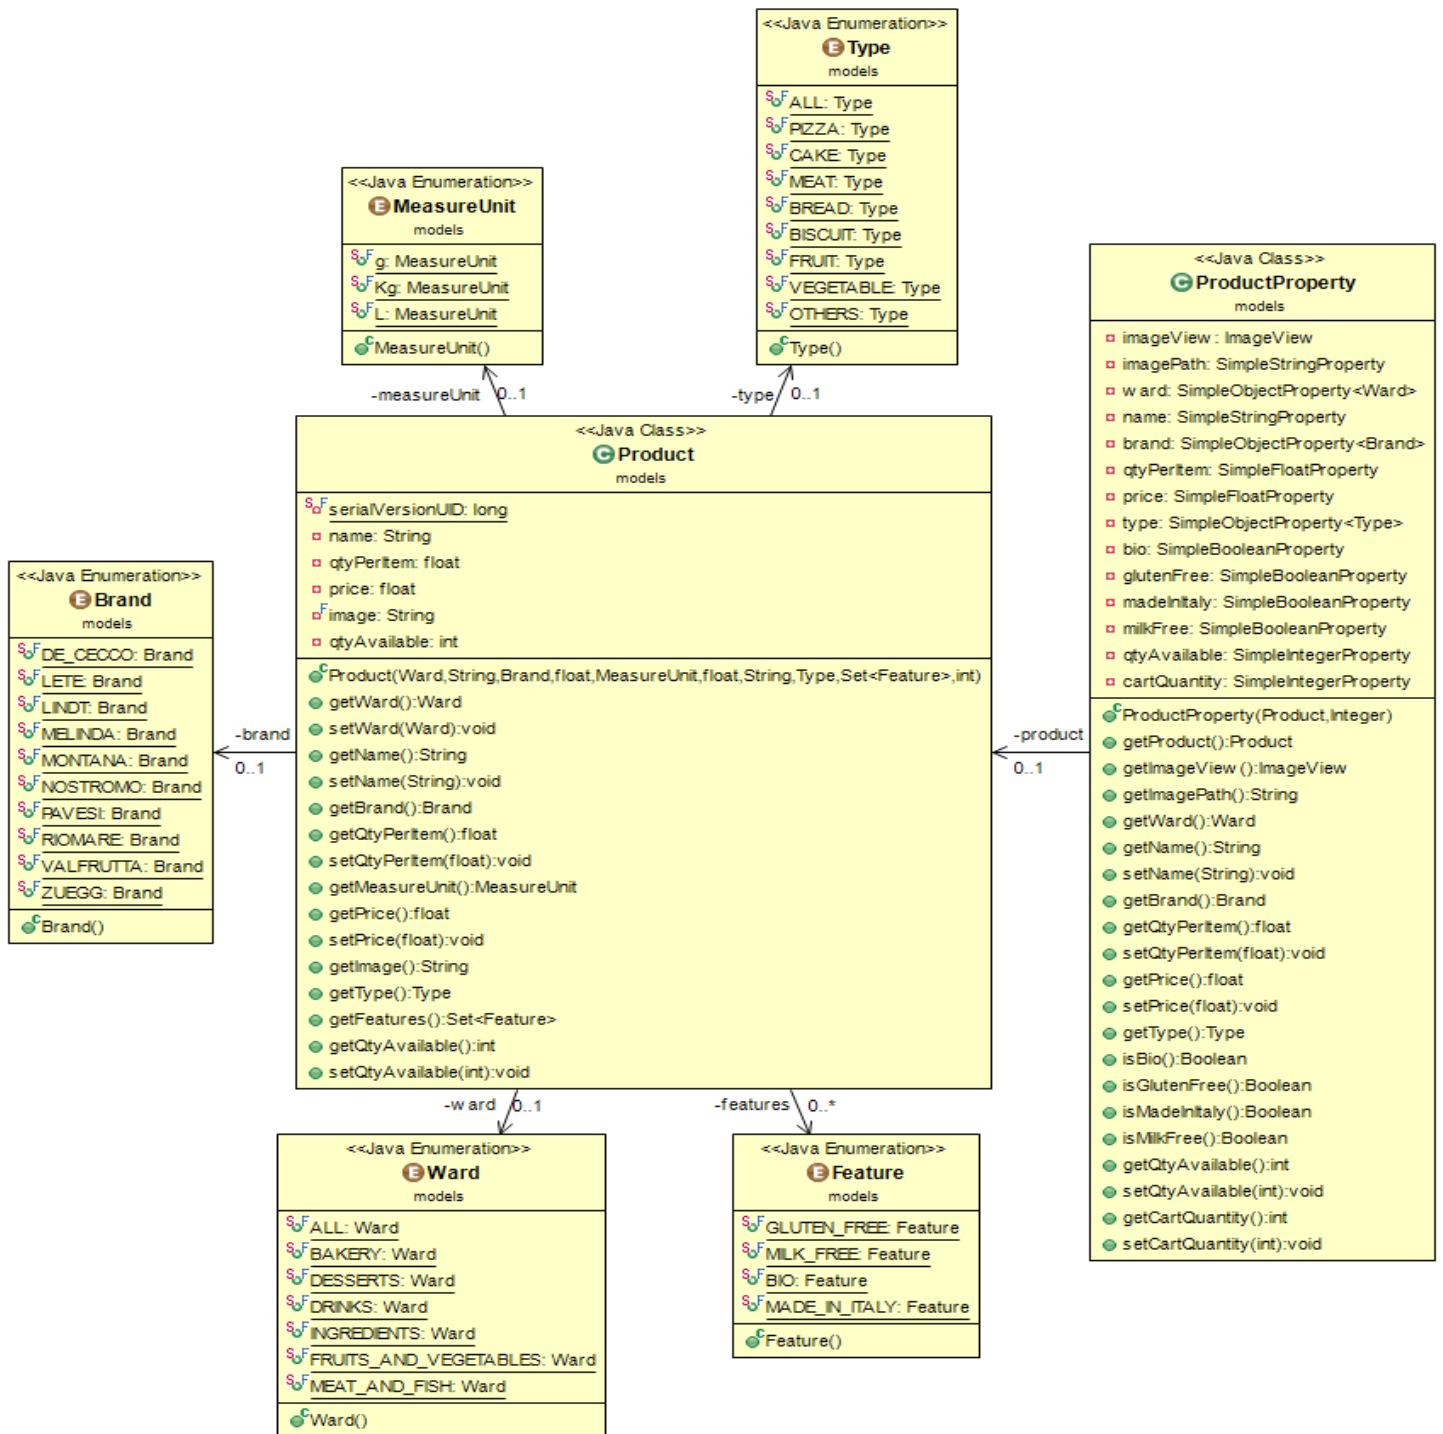 <<Java Enumeration>>
Type
models
ALL: Type
PIZZA: Type
CAKE: Type
MEAT: Type
BREAD: Type
BISCUIT: Type
FRUIT: Type
VEGETABLE: Type
OTHERS: Type
Type()
<<Java Enumeration>>
MeasureUnit
models
g: MeasureUnit
Kg: MeasureUnit
L: MeasureUnit
MeasureUnit()
-measureUnit 0..1
-type 0..1
<<Java Class>>
Product
models
serialVersionUID: long
name: String
qtyPerItem: float
price: float
image: String
qtyAvailable: int
Product(Ward,String,Brand,float,MeasureUnit,float,String,Type,Set<Feature>,int)
getWard():Ward
setWard(Ward):void
getName():String
setName(String):void
getBrand():Brand
getQtyPerItem():float
setQtyPerItem(float):void
getMeasureUnit():MeasureUnit
getPrice():float
setPrice(float):void
getImage():String
getType():Type
getFeatures():Set<Feature>
getQtyAvailable():int
setQtyAvailable(int):void
<<Java Enumeration>>
Brand
models
DE_CECCO: Brand
LETE: Brand
LINDT: Brand
MELINDA: Brand
MONTANA: Brand
NOSTROMO: Brand
PAVESI: Brand
RIOMARE: Brand
VALFRUTTA: Brand
ZUEGG: Brand
Brand()
-brand
0..1
<<Java Class>>
ProductProperty
models
imageView: ImageView
imagePath: SimpleStringProperty
ward: SimpleObjectProperty<Ward>
name: SimpleStringProperty
brand: SimpleObjectProperty<Brand>
qtyPerItem: SimpleFloatProperty
price: SimpleFloatProperty
type: SimpleObjectProperty<Type>
bio: SimpleBooleanProperty
glutenFree: SimpleBooleanProperty
madeInItaly: SimpleBooleanProperty
milkFree: SimpleBooleanProperty
qtyAvailable: SimpleIntegerProperty
cartQuantity: SimpleIntegerProperty
ProductProperty(Product,Integer)
getProduct():Product
getImageView():ImageView
getImagePath():String
getWard():Ward
getName():String
setName(String):void
getBrand():Brand
getQtyPerItem():float
setQtyPerItem(float):void
getPrice():float
setPrice(float):void
getType():Type
isBio():Boolean
isGlutenFree():Boolean
isMadeInItaly():Boolean
isMilkFree():Boolean
getQtyAvailable():int
setQtyAvailable(int):void
getCartQuantity():int
setCartQuantity(int):void
-product
0..1
-ward 0..1
-features 0..*
<<Java Enumeration>>
Ward
models
ALL: Ward
BAKERY: Ward
DESSERTS: Ward
DRINKS: Ward
INGREDIENTS: Ward
FRUITS_AND_VEGETABLES: Ward
MEAT_AND_FISH: Ward
Ward()
<<Java Enumeration>>
Feature
models
GLUTEN_FREE: Feature
MILK_FREE: Feature
BIO: Feature
MADE_IN_ITALY: Feature
Feature()